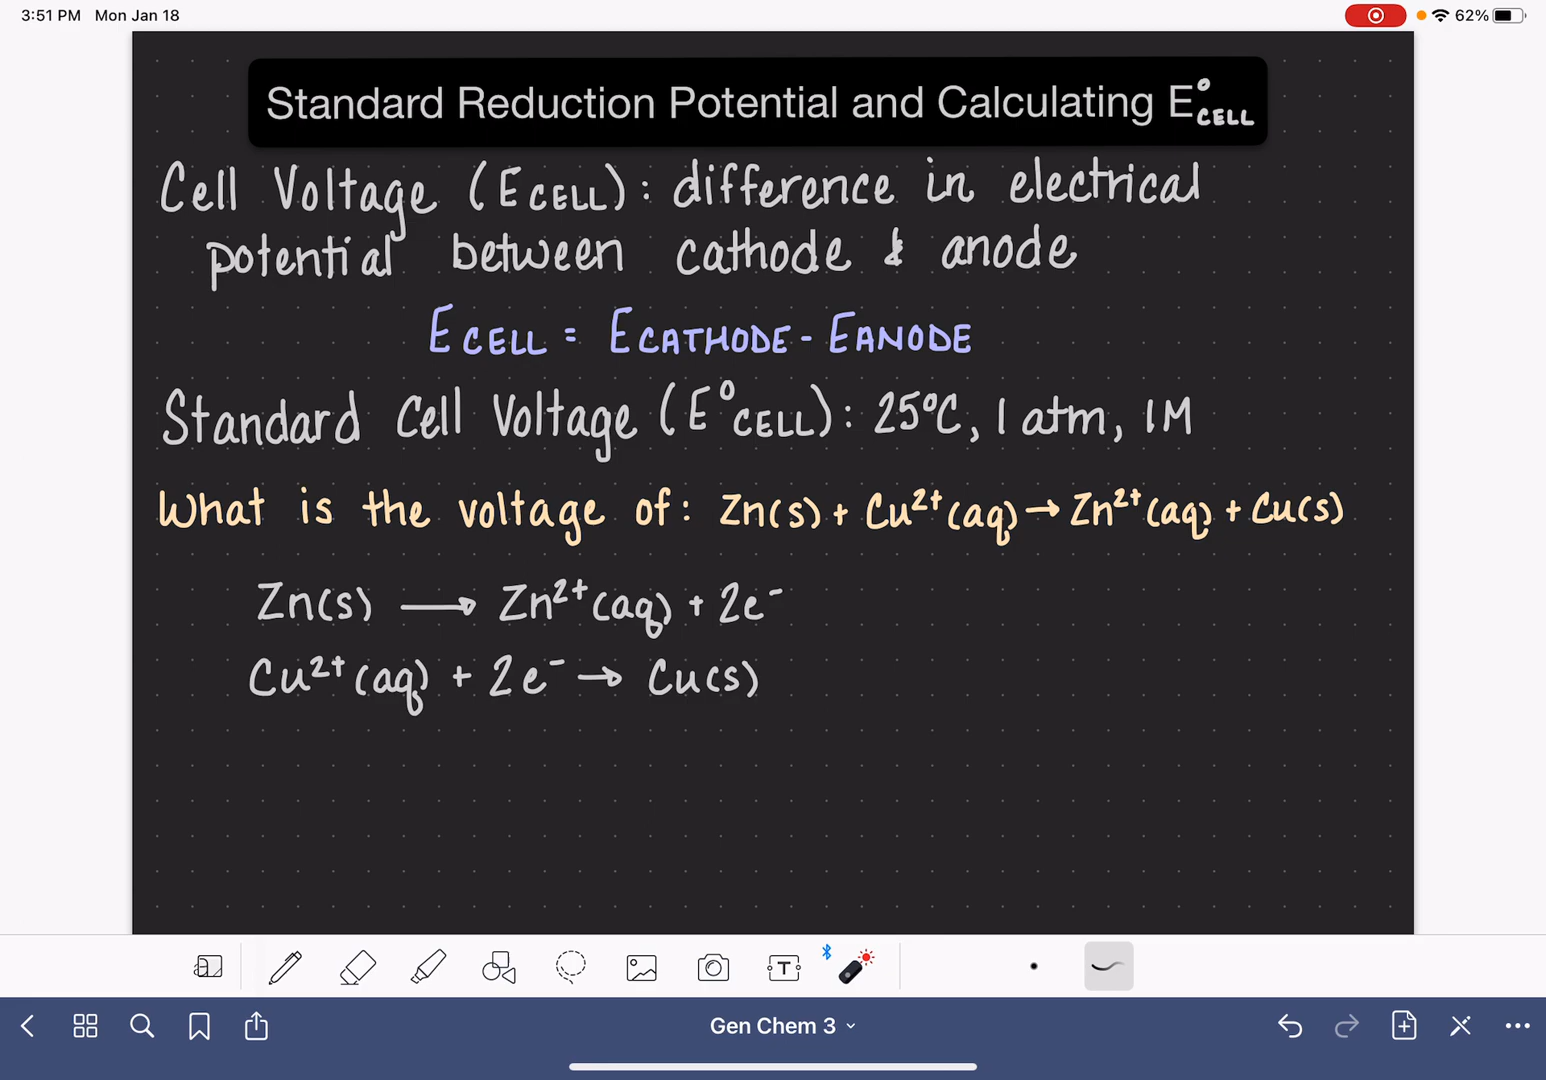 3:51 PM Mon Jan 18
62%
Standard Reduction Potential and Calculating E°CELL
Cell Voltage (ECELL): difference in electrical
potential between cathode & anode
ECELL = ECATHODE - EANODE
Standard Cell Voltage (E°CELL): 25°C, 1 atm, 1M
What is the voltage of: Zn(s) + Cu²⁺(aq) → Zn²⁺(aq) + Cu(s)
Zn(s) → Zn²⁺(aq) + 2e⁻
Cu²⁺(aq) + 2e⁻ → Cu(s)
T
Gen Chem 3